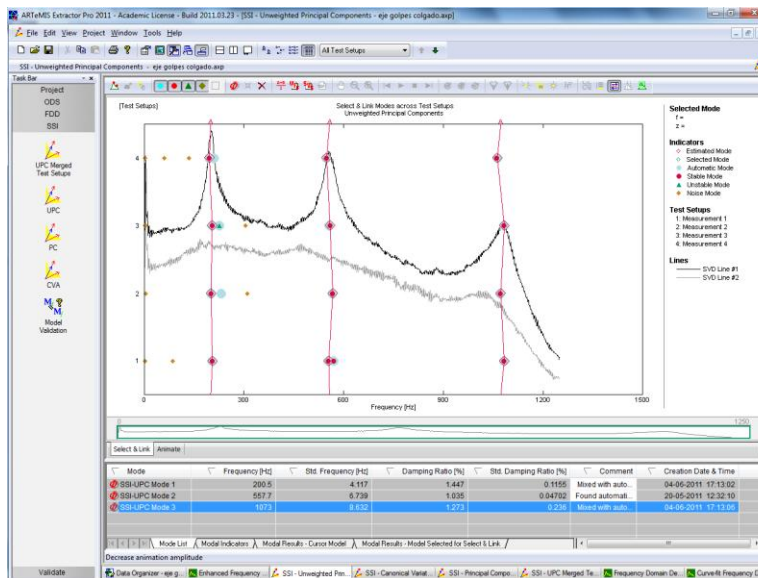 ARTeMIS Extractor Pro 2011 - Academic License - Build 2011.03.23 - [SSI - Unweighted Principal Components - eje golpes colgado.axp]
File Edit View Project Window Tools Help
All Test Setups
SSI - Unweighted Principal Components - eje golpes colgado.axp
Task Bar
Project
ODS
FDD
SSI
UPC Merged
Test Setups
UPC
PC
CVA
Model
Validation
Validate
[Test Setups]
Select & Link Modes across Test Setups
Unweighted Principal Components
4
3
2
1
0 300 600 900 1200 1500
Frequency [Hz]
Selected Mode
f =
z =
Indicators
Estimated Mode
Selected Mode
Automatic Mode
Stable Mode
Unstable Mode
Noise Mode
Test Setups
1: Measurement 1
2: Measurement 2
3: Measurement 3
4: Measurement 4
Lines
SVD Line #1
SVD Line #2
0 1250
Select & Link Animate
Mode Frequency [Hz] Std. Frequency [Hz] Damping Ratio [%] Std. Damping Ratio [%] Comment Creation Date & Time
SSI-UPC Mode 1 200.5 4.117 1.447 0.1155 Mixed with auto... 04-06-2011 17:13:02
SSI-UPC Mode 2 557.7 6.739 1.035 0.04702 Found automati... 20-05-2011 12:32:10
SSI-UPC Mode 3 1073 1.273 Mixed with auto... 04-06-2011
Mode List Modal Indicators Modal Results - Cursor Model Modal Results - Model Selected for Select & Link
Decrease animation amplitude
Data Organizer - eje g... Enhanced Frequency ... SSI - Unweighted Prin... SSI - Canonical Variat... SSI - Principal Compo... SSI - UPC Merged Te... Frequency Domain De... Curve-fit Frequency D